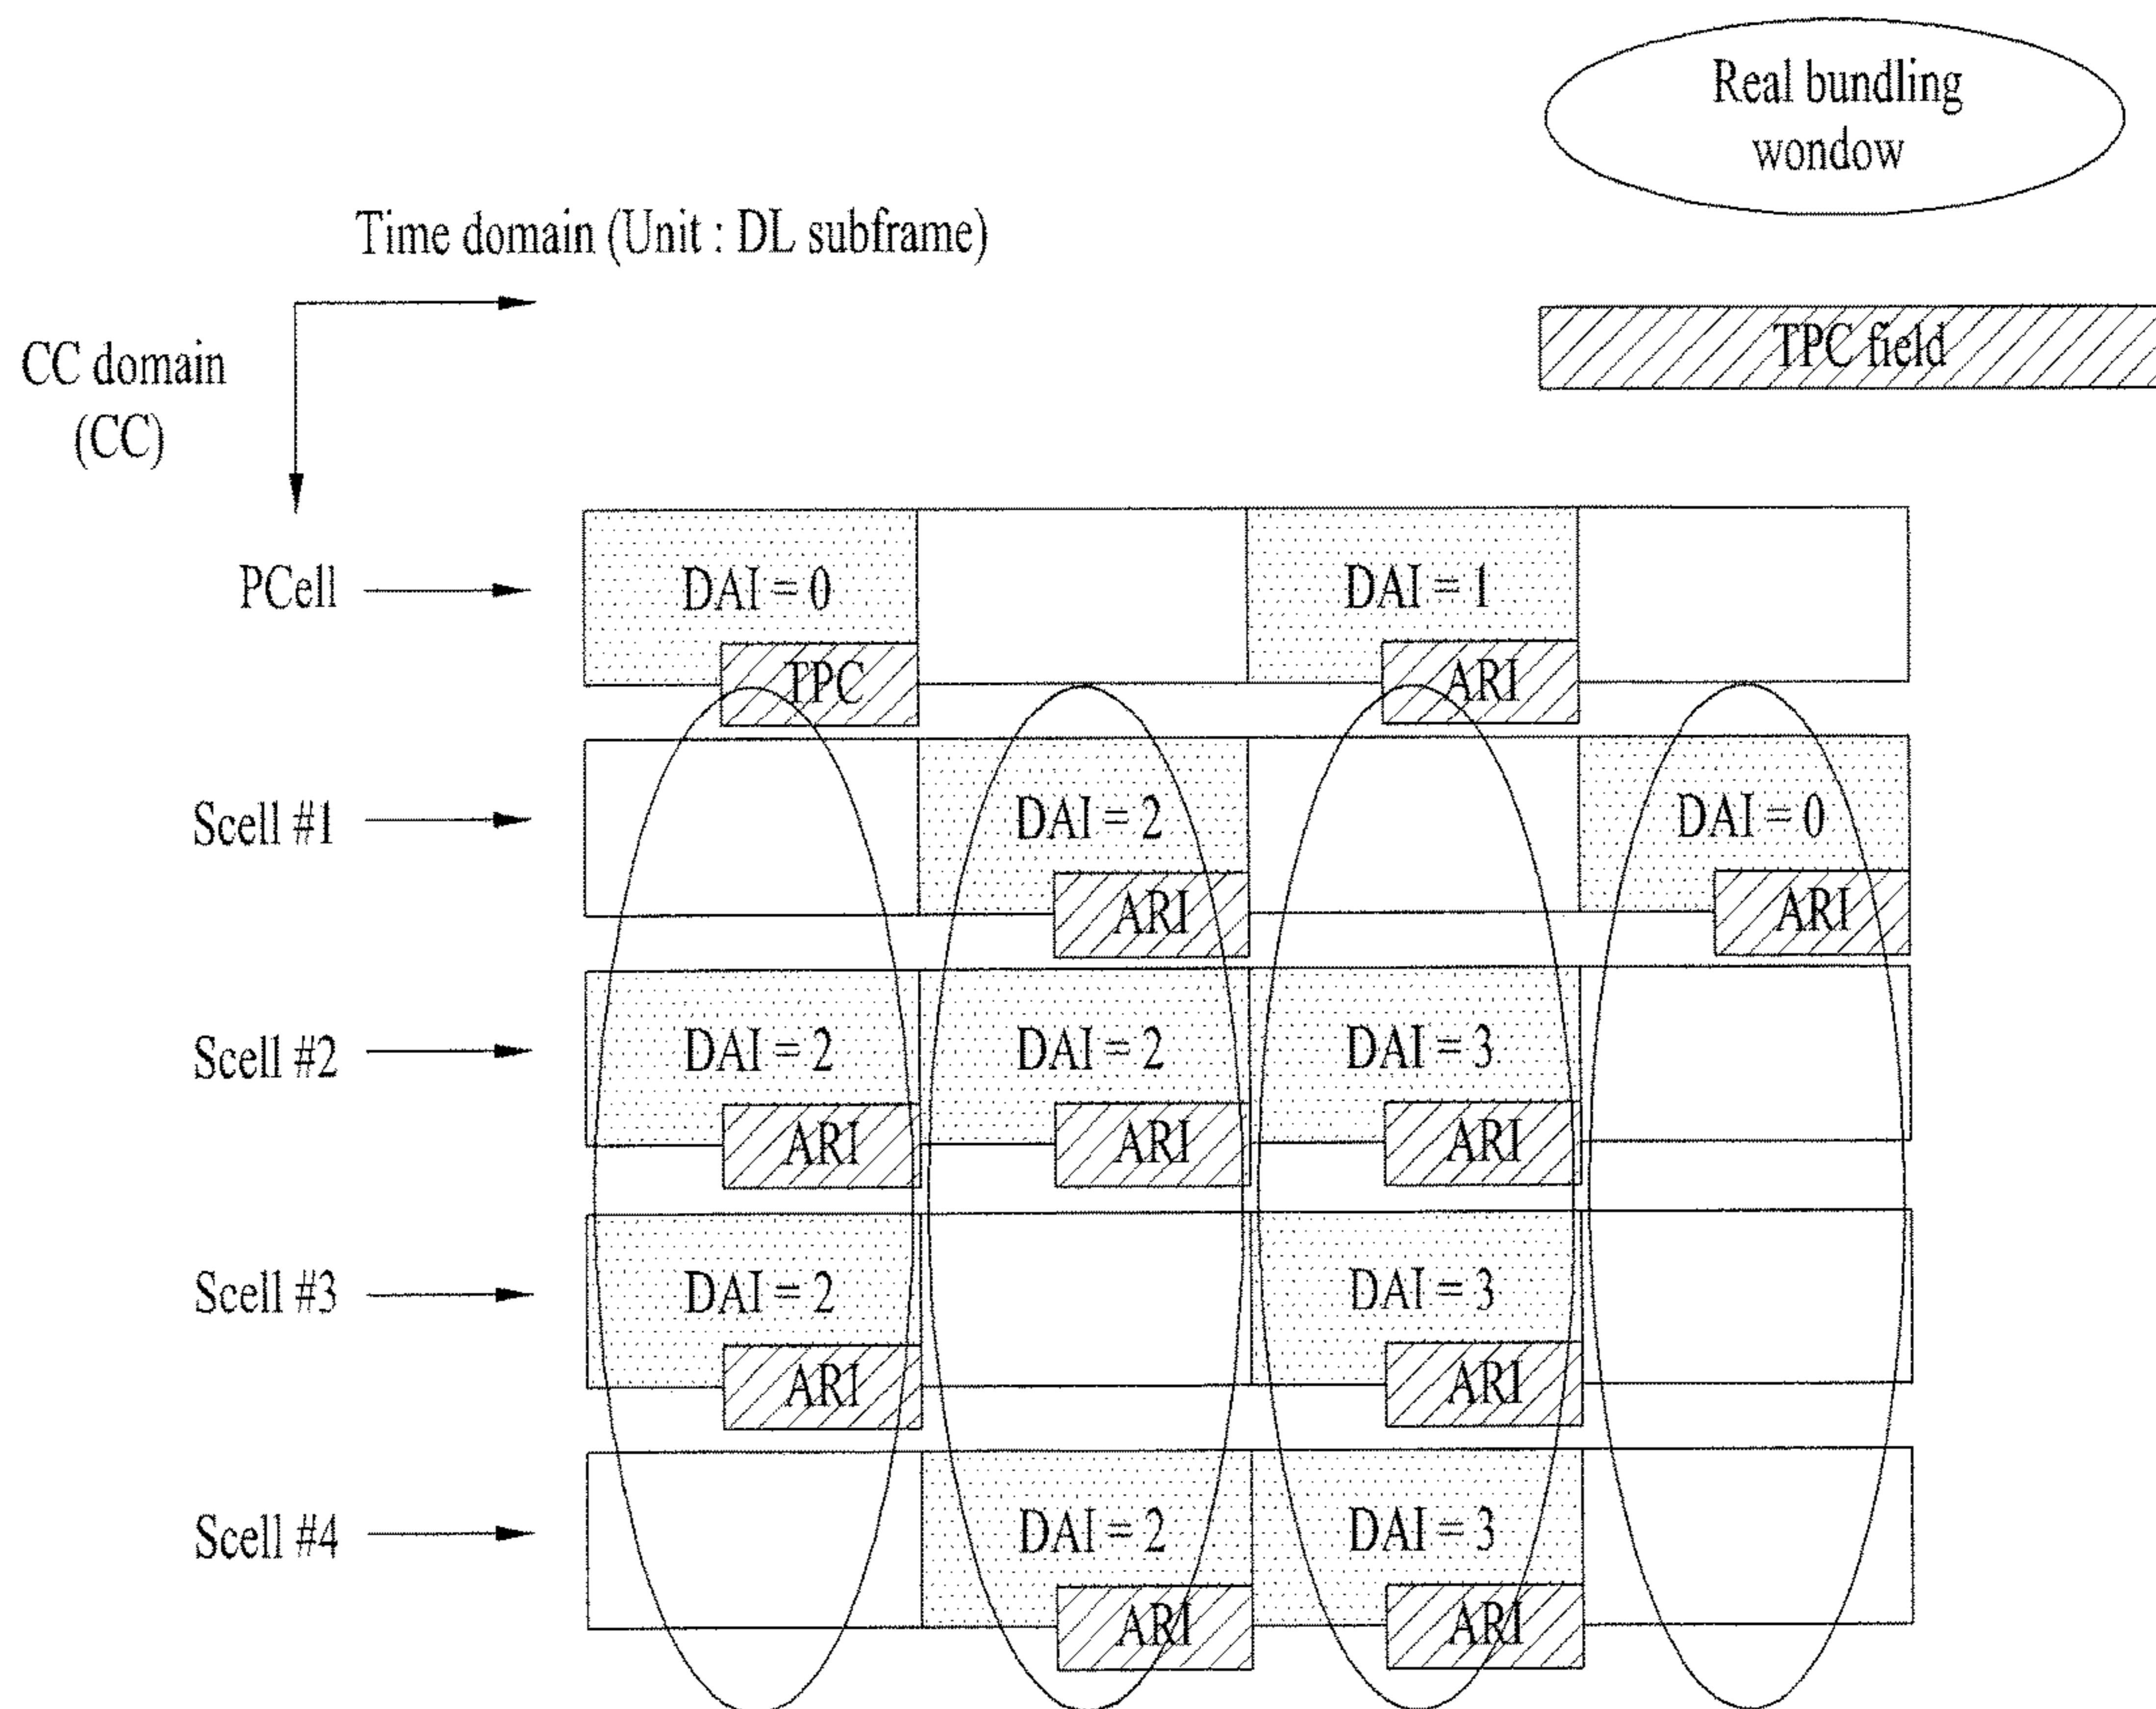 Real bundling
wondow
Time domain (Unit : DL subframe)
TPC field
CC domain
(CC)
PCell
DAI = 0
DAI = 1
TPC
ARI
Scell #1
DAI = 2
DAI = 0
ARI
ARI
Scell #2
DAI = 2
DAI = 2
DAI = 3
ARI
ARI
ARI
Scell #3
DAI = 2
DAI = 3
ARI
ARI
Scell #4
DAI = 2
DAI = 3
ARI
ARI